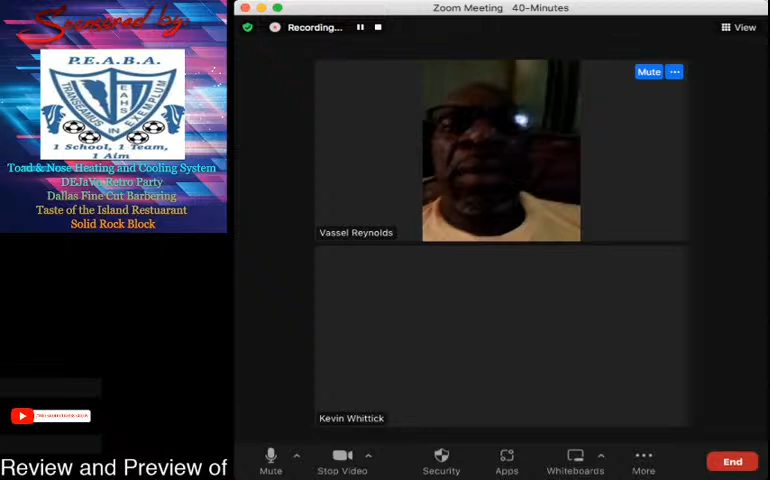 Sponsored by:
P.E.A.B.A.
TRANSEAMUS IN EXEMPLUM
EAHS
1 School, 1 Team,
1 Aim
Toad & Nose Heating and Cooling System
DEJaVu Retro Party
Dallas Fine Cut Barbering
Taste of the Island Restuarant
Solid Rock Block
Review and Preview of
Zoom Meeting 40-Minutes
Recording...
View
Mute
Vassel Reynolds
Kevin Whittick
Mute
Stop Video
Security
Apps
Whiteboards
More
End